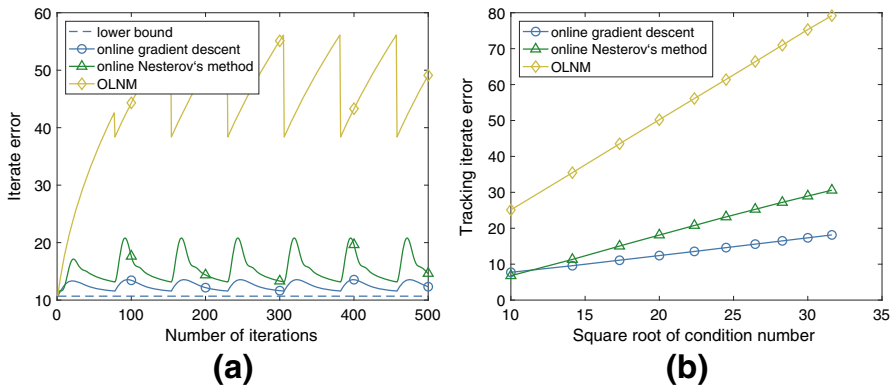 60
50
40
30
20
10
0
100
200
300
400
500
Iterate error
Number of iterations
lower bound
online gradient descent
online Nesterov's method
OLNM
(a)
80
70
60
50
40
30
20
10
0
10
15
20
25
30
35
Tracking iterate error
Square root of condition number
online gradient descent
online Nesterov's method
OLNM
(b)